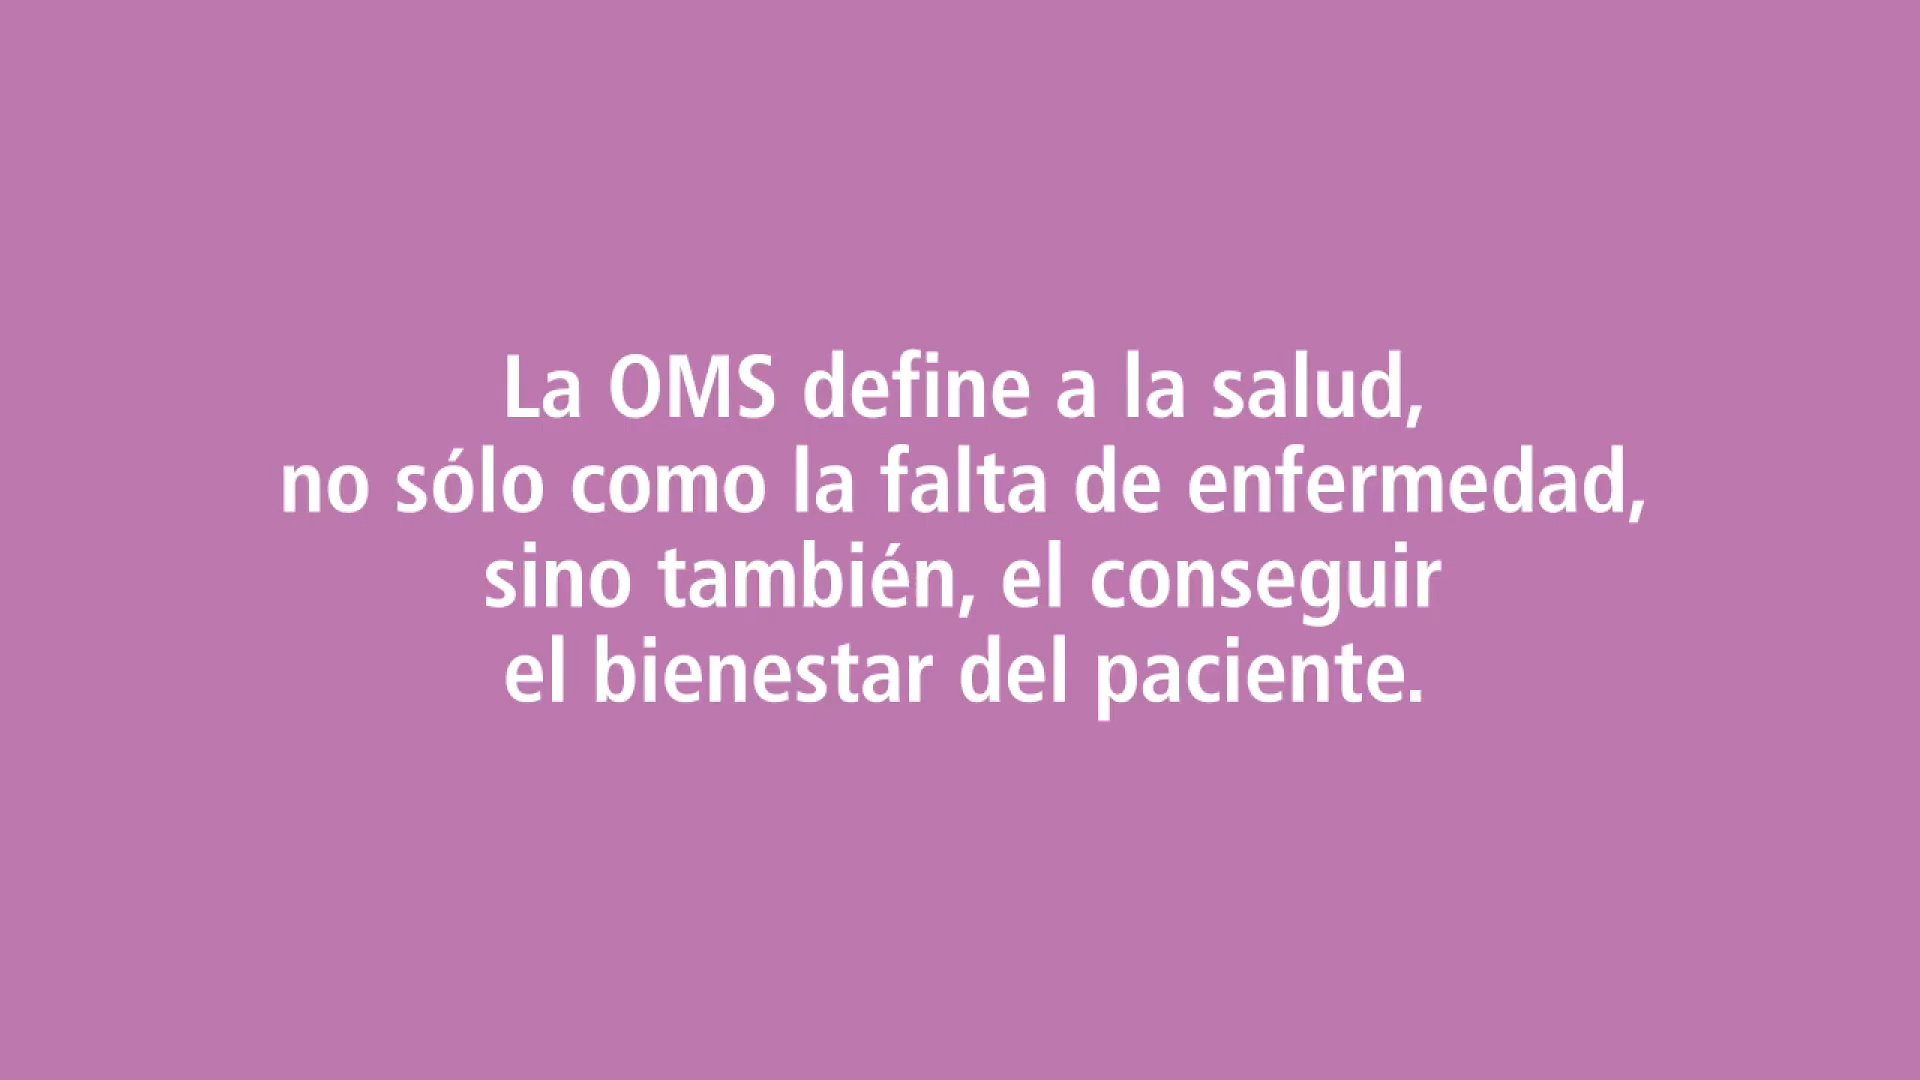 La OMS define a la salud,
no sólo como la falta de enfermedad,
sino también, el conseguir
el bienestar del paciente.